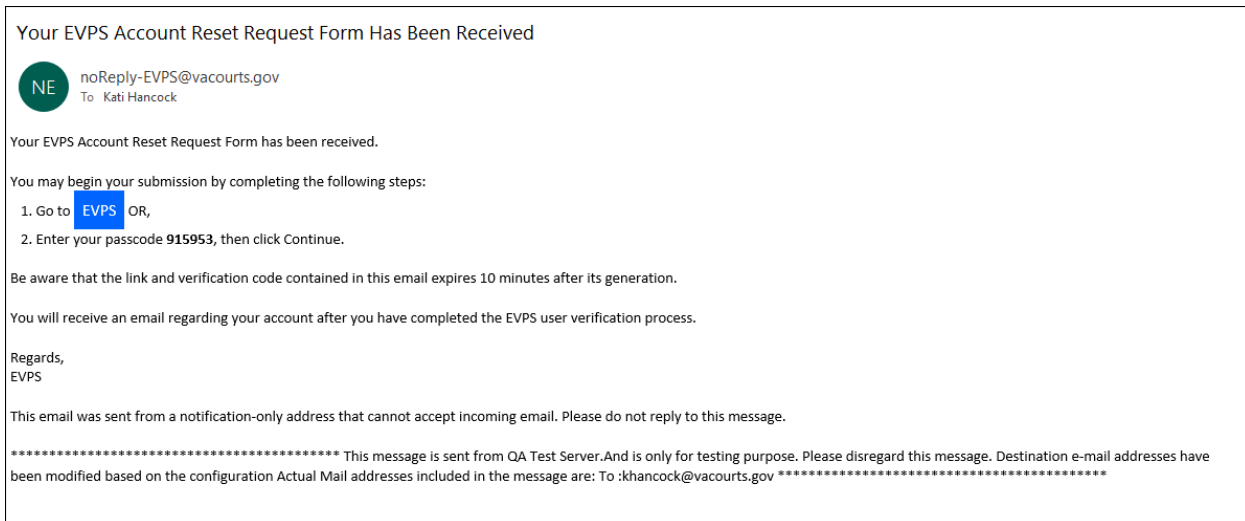 Your EVPS Account Reset Request Form Has Been Received
NE
noReply-EVPS@vacourts.gov
To Kati Hancock
Your EVPS Account Reset Request Form has been received.
You may begin your submission by completing the following steps:
1. Go to EVPS OR,
2. Enter your passcode 915953, then click Continue.
Be aware that the link and verification code contained in this email expires 10 minutes after its generation.
You will receive an email regarding your account after you have completed the EVPS user verification process.
Regards,
EVPS
This email was sent from a notification-only address that cannot accept incoming email. Please do not reply to this message.
******************************************* This message is sent from QA Test Server.And is only for testing purpose. Please disregard this message. Destination e-mail addresses have
been modified based on the configuration Actual Mail addresses included in the message are: To :khancock@vacourts.gov *******************************************